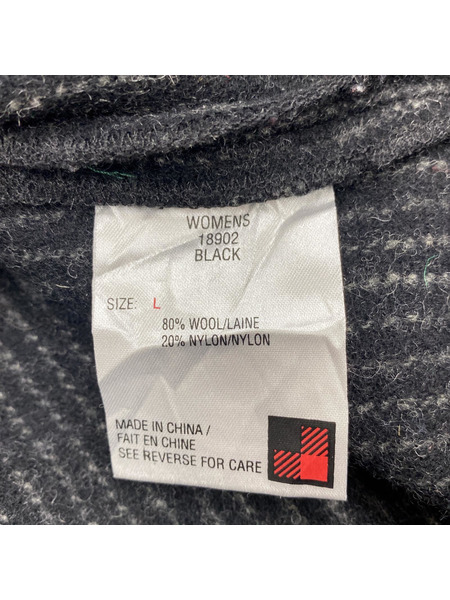 WOMENS
18902
BLACK
SIZE: L
80% WOOL/LAINE
20% NYLON/NYLON
MADE IN CHINA /
FAIT EN CHINE
SEE REVERSE FOR CARE